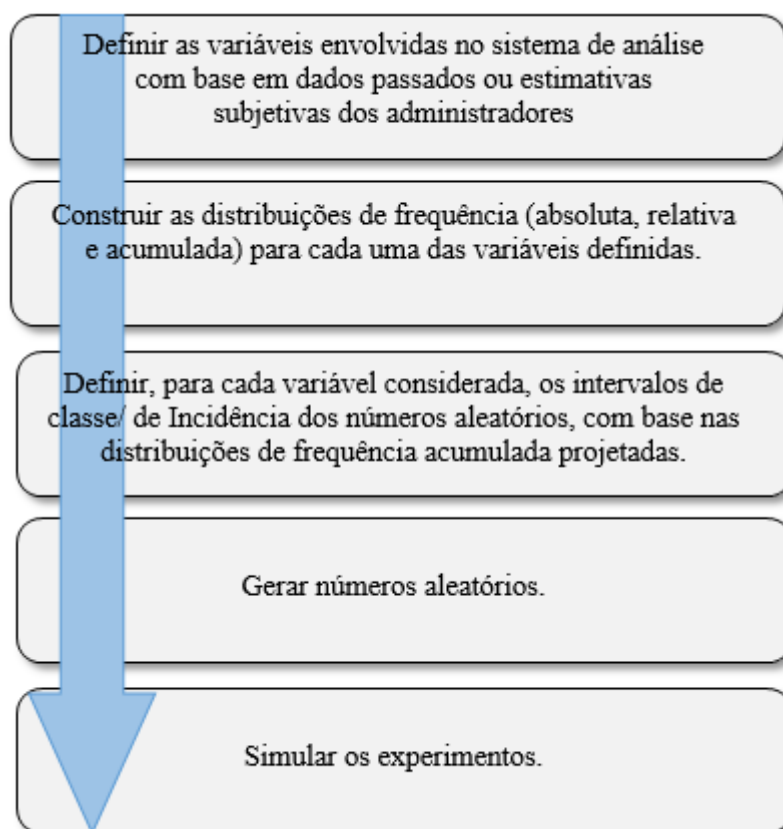 Definir as variáveis envolvidas no sistema de análise
com base em dados passados ou estimativas
subjetivas dos administradores
Construir as distribuições de frequência (absoluta, relativa
e acumulada) para cada uma das variáveis definidas.
Definir, para cada variável considerada, os intervalos de
classe/ de Incidência dos números aleatórios, com base nas
distribuições de frequência acumulada projetadas.
Gerar números aleatórios.
Simular os experimentos.